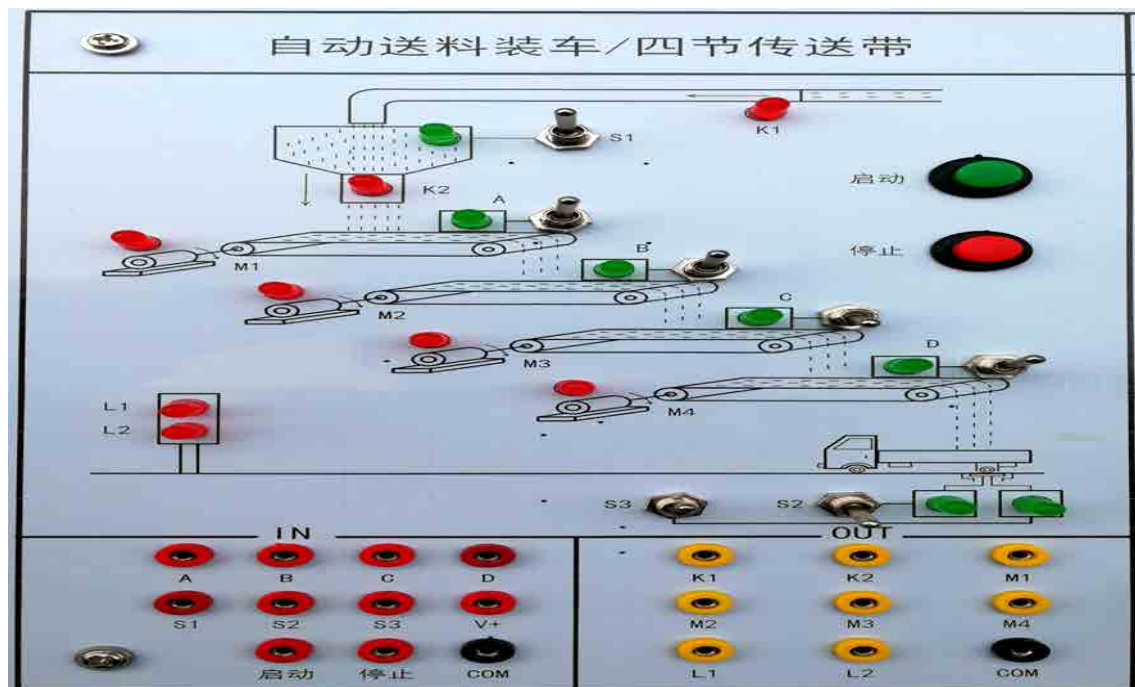 自动送料装车/四节传送带
K1
S1
启动
K2
A
停止
M1
B
M2
C
M3
D
M4
L1
L2
S3
S2
IN
OUT
A B C D
K1 K2 M1
S1 S2 S3 V+
M2 M3 M4
启动 停止 COM
L1 L2 COM